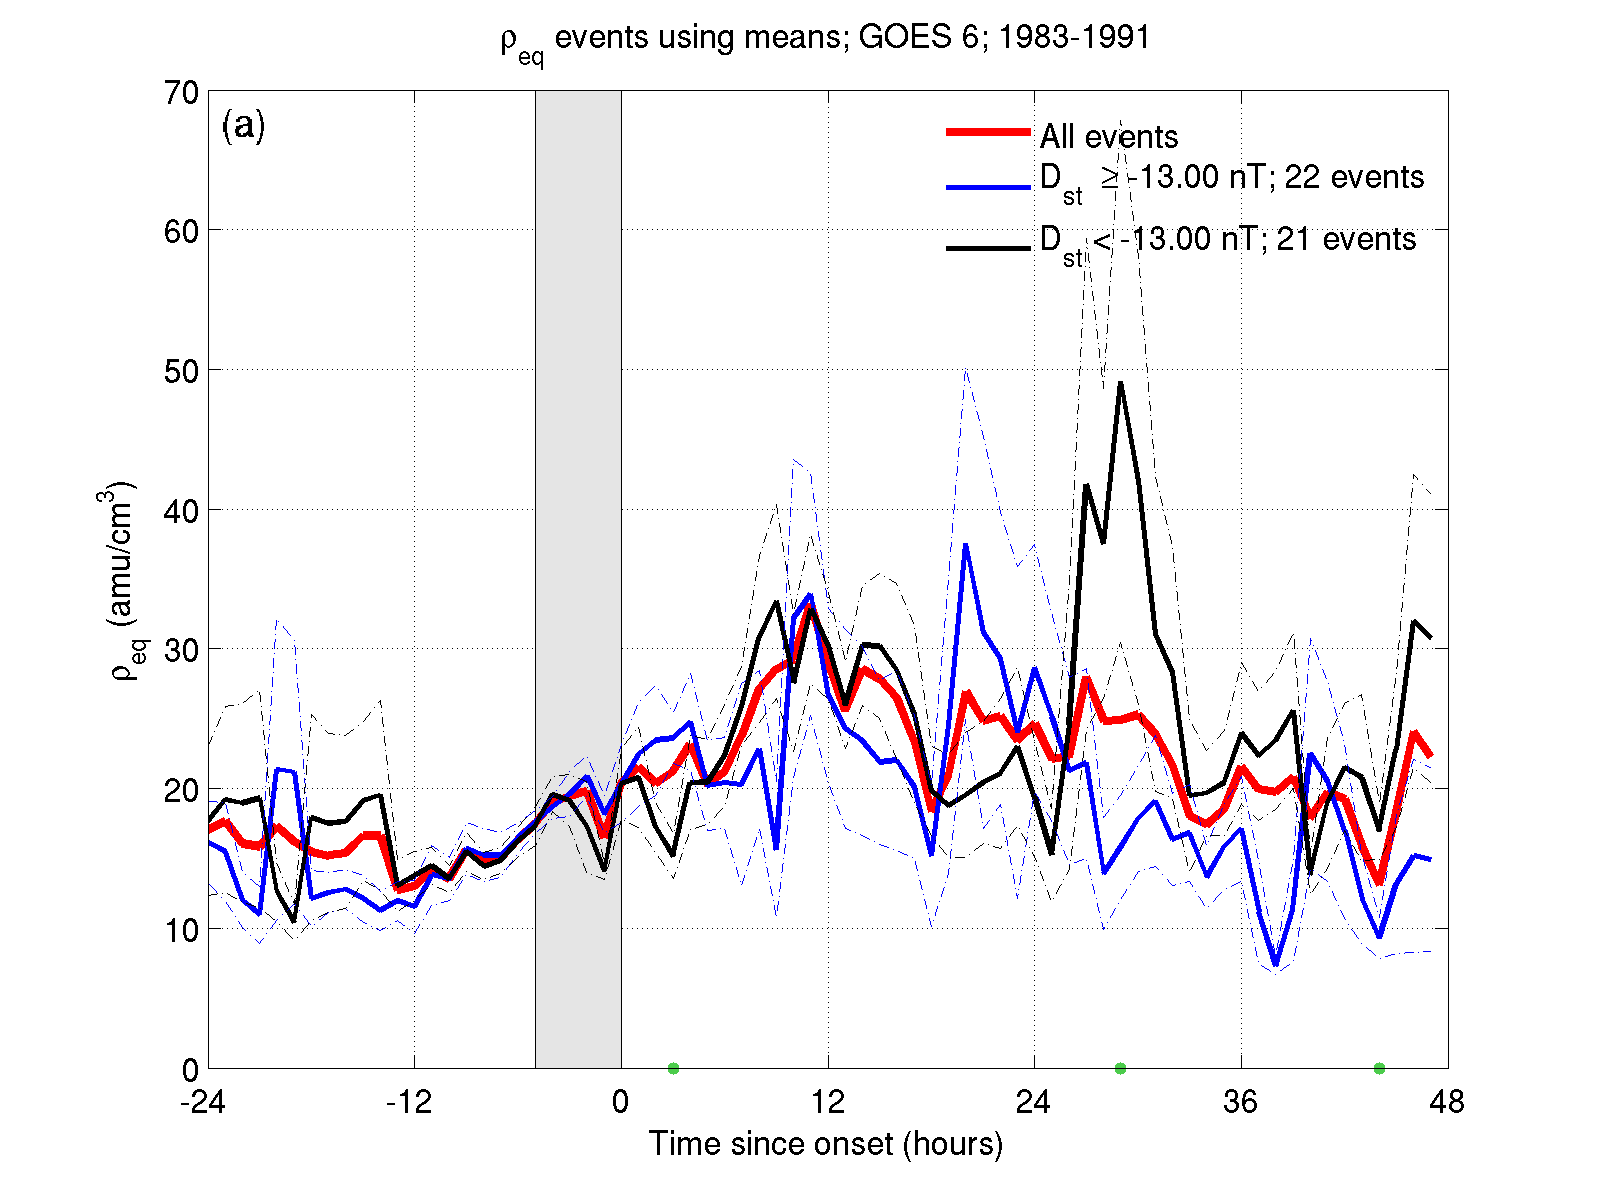 ρeq events using means; GOES 6; 1983-1991
(a)
All events
Dst ≥ -13.00 nT; 22 events
Dst < -13.00 nT; 21 events
70
60
50
40
30
20
10
0
ρeq (amu/cm³)
-24 -12 0 12 24 36 48
Time since onset (hours)